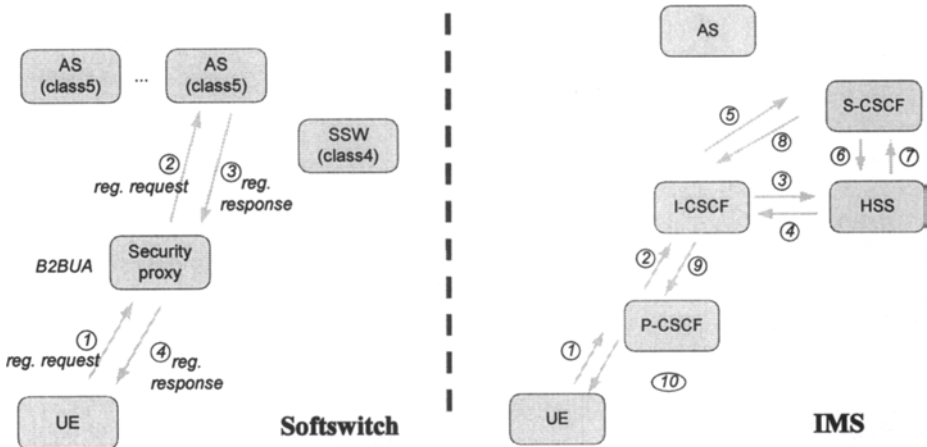 AS
(class5)
...
AS
(class5)
SSW
(class4)
②
reg. request
③ reg.
response
B2BUA
Security
proxy
①
reg. request
④ reg.
response
UE
Softswitch
AS
S-CSCF
⑤
⑧
⑥
⑦
I-CSCF
③
④
HSS
②
⑨
P-CSCF
①
⑩
UE
IMS